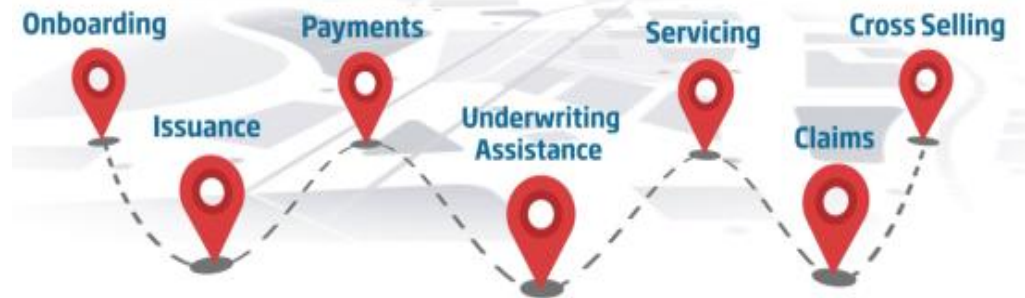 Onboarding
Issuance
Payments
Underwriting
Assistance
Servicing
Claims
Cross Selling